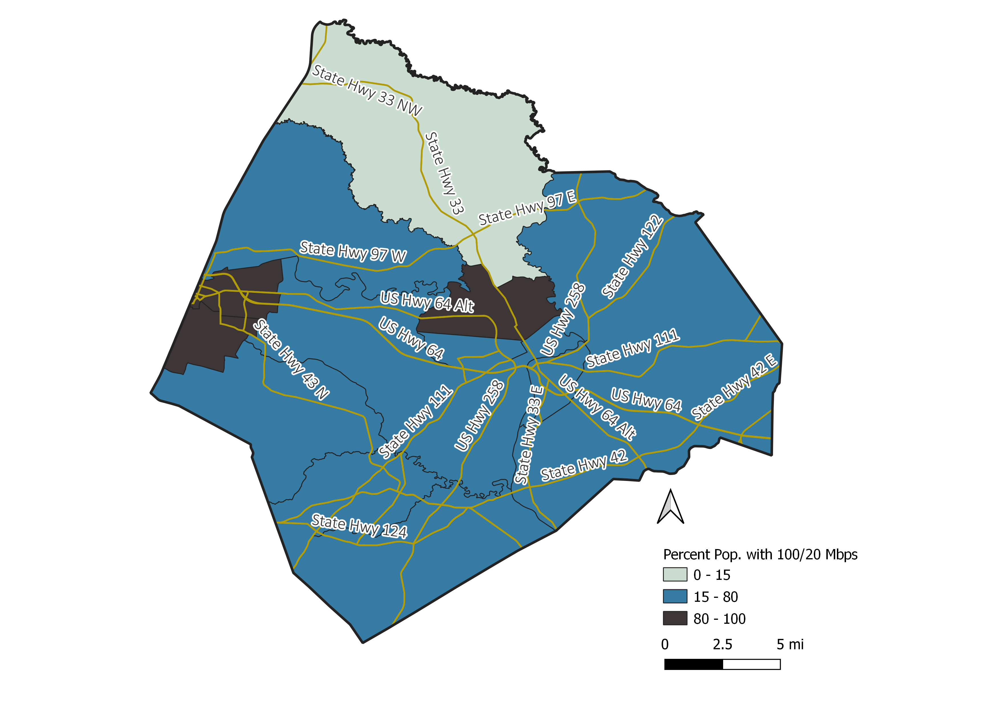 State Hwy 33 NW
State Hwy 33
State Hwy 97 E
State Hwy 122
State Hwy 97 W
US Hwy 64 Alt
US Hwy 258
US Hwy 64
State Hwy 43 N
State Hwy 111
State Hwy 42 E
State Hwy 111
US Hwy 258
State Hwy 33 E
US Hwy 64 Alt
US Hwy 64
State Hwy 42
State Hwy 124
Percent Pop. with 100/20 Mbps
0 - 15
15 - 80
80 - 100
0 2.5 5 mi